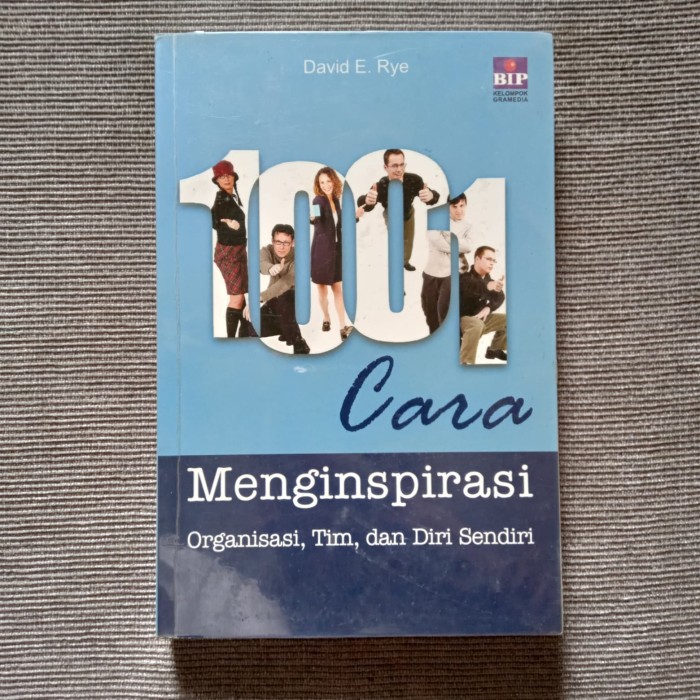 David E. Rye
BIP
KELOMPOK
GRAMEDIA
1001
Cara
Menginspirasi
Organisasi, Tim, dan Diri Sendiri